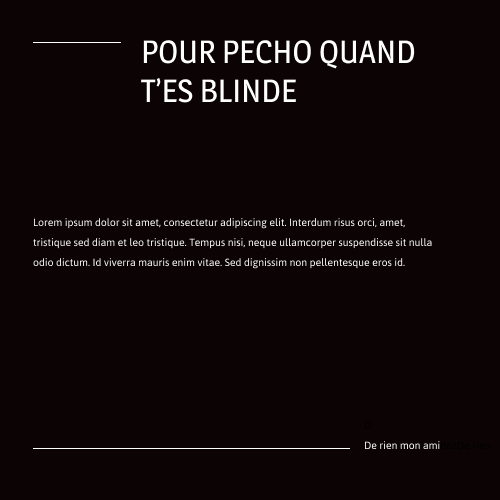 POUR PECHO QUAND
T’ES BLINDE
Lorem ipsum dolor sit amet, consectetur adipiscing elit. Interdum risus orci, amet,
tristique sed diam et leo tristique. Tempus nisi, neque ullamcorper suspendisse sit nulla
odio dictum. Id viverra mauris enim vitae. Sed dignissim non pellentesque eros id.
De rien mon ami